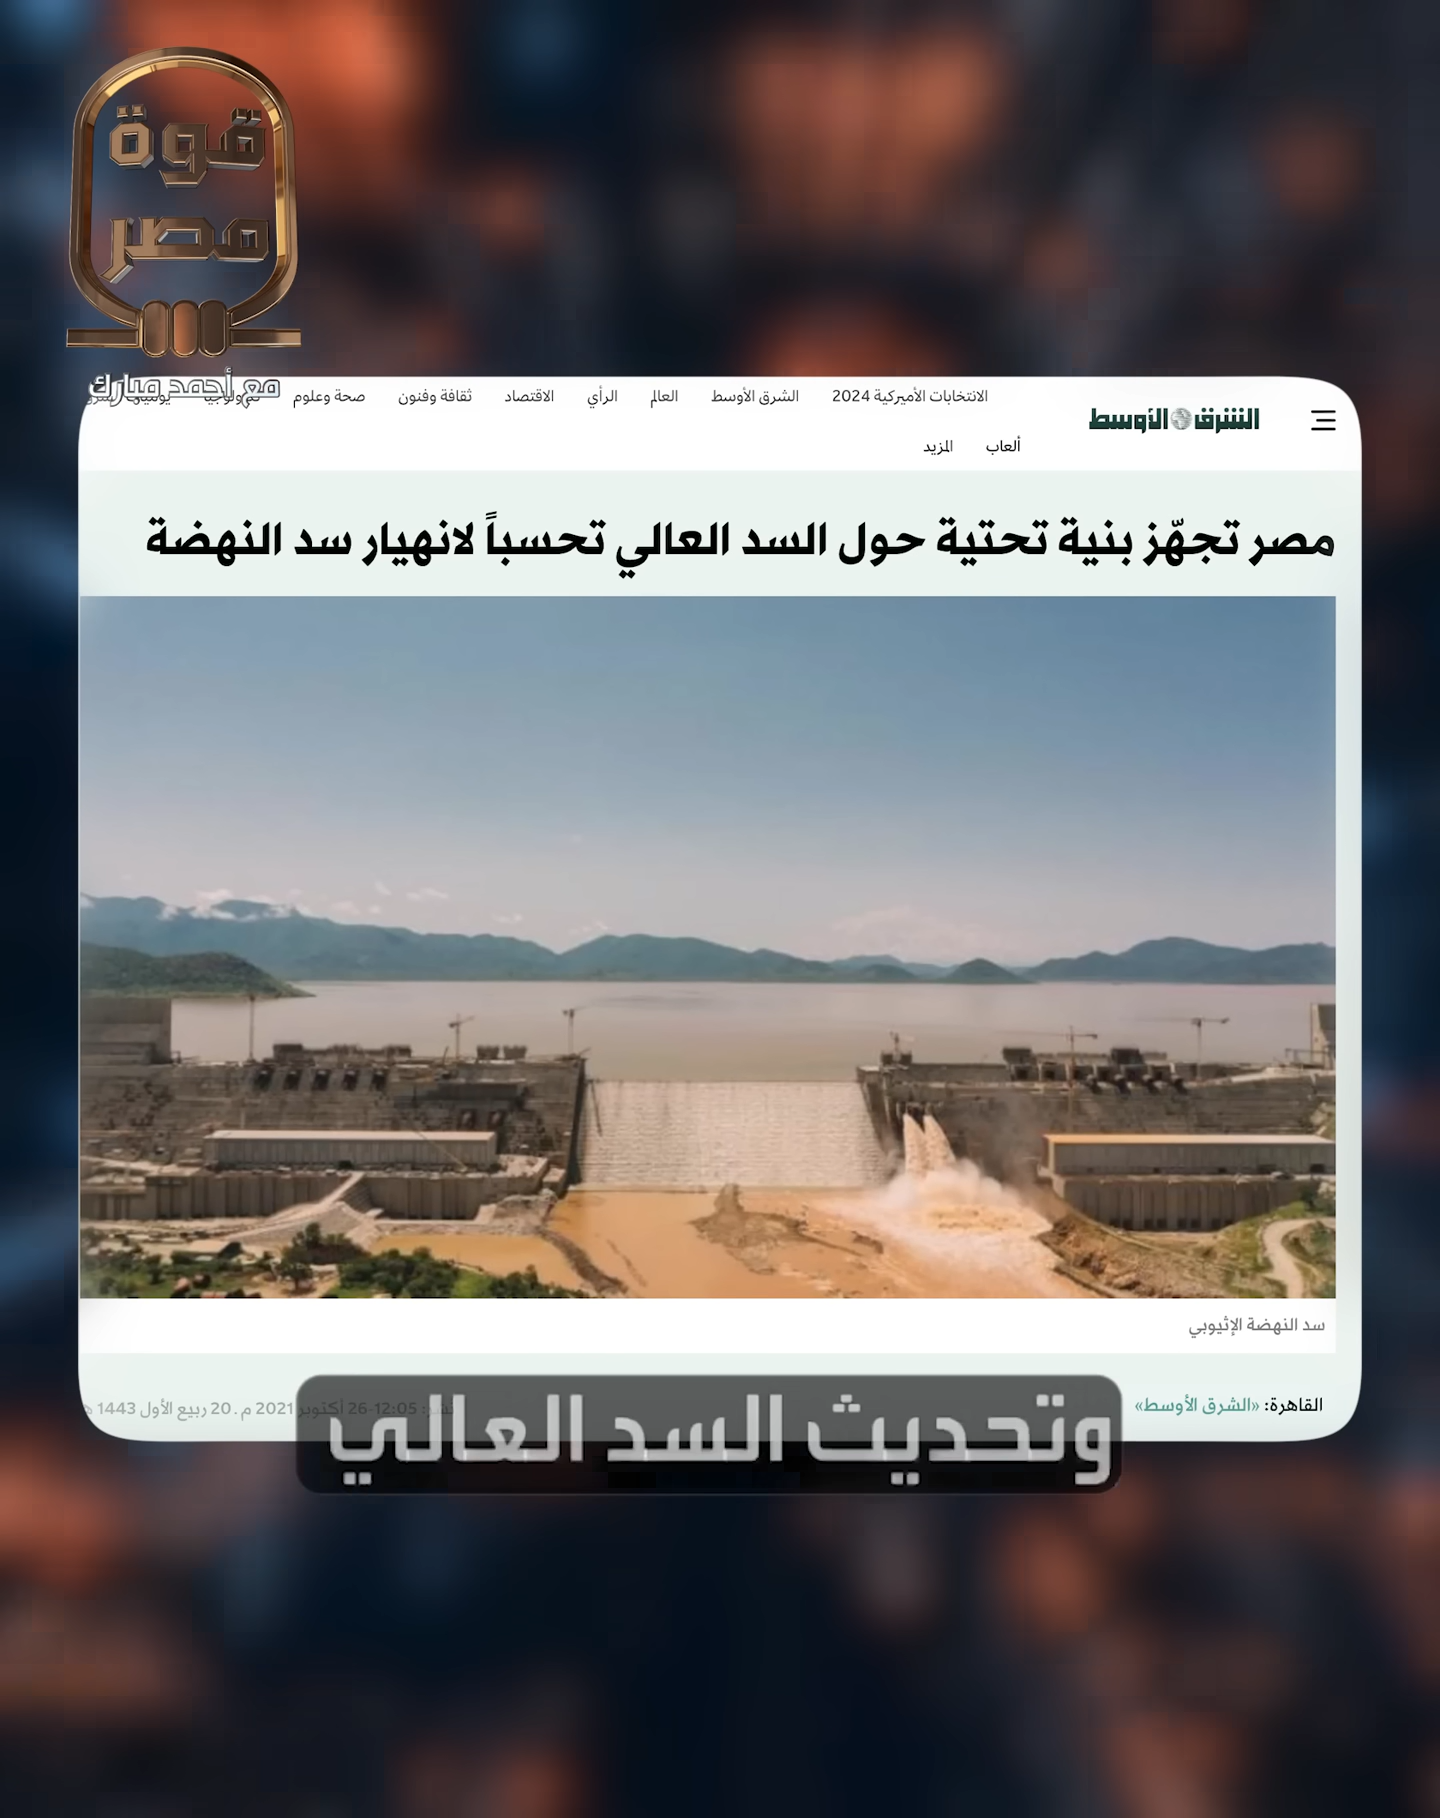 قوة
مصر
مع أحمد مبارك
الشرق الأوسط
الانتخابات الأميركية 2024 الشرق الأوسط العالم الرأي الاقتصاد ثقافة وفنون صحة وعلوم
ألعاب المزيد
مصر تجهّز بنية تحتية حول السد العالي تحسباً لانهيار سد النهضة
سد النهضة الإثيوبي
القاهرة: «الشرق الأوسط»
نشر: 12:05-26 أكتوبر 2021 م ـ 20 ربيع الأول 1443 هـ
وتحديث السد العالي